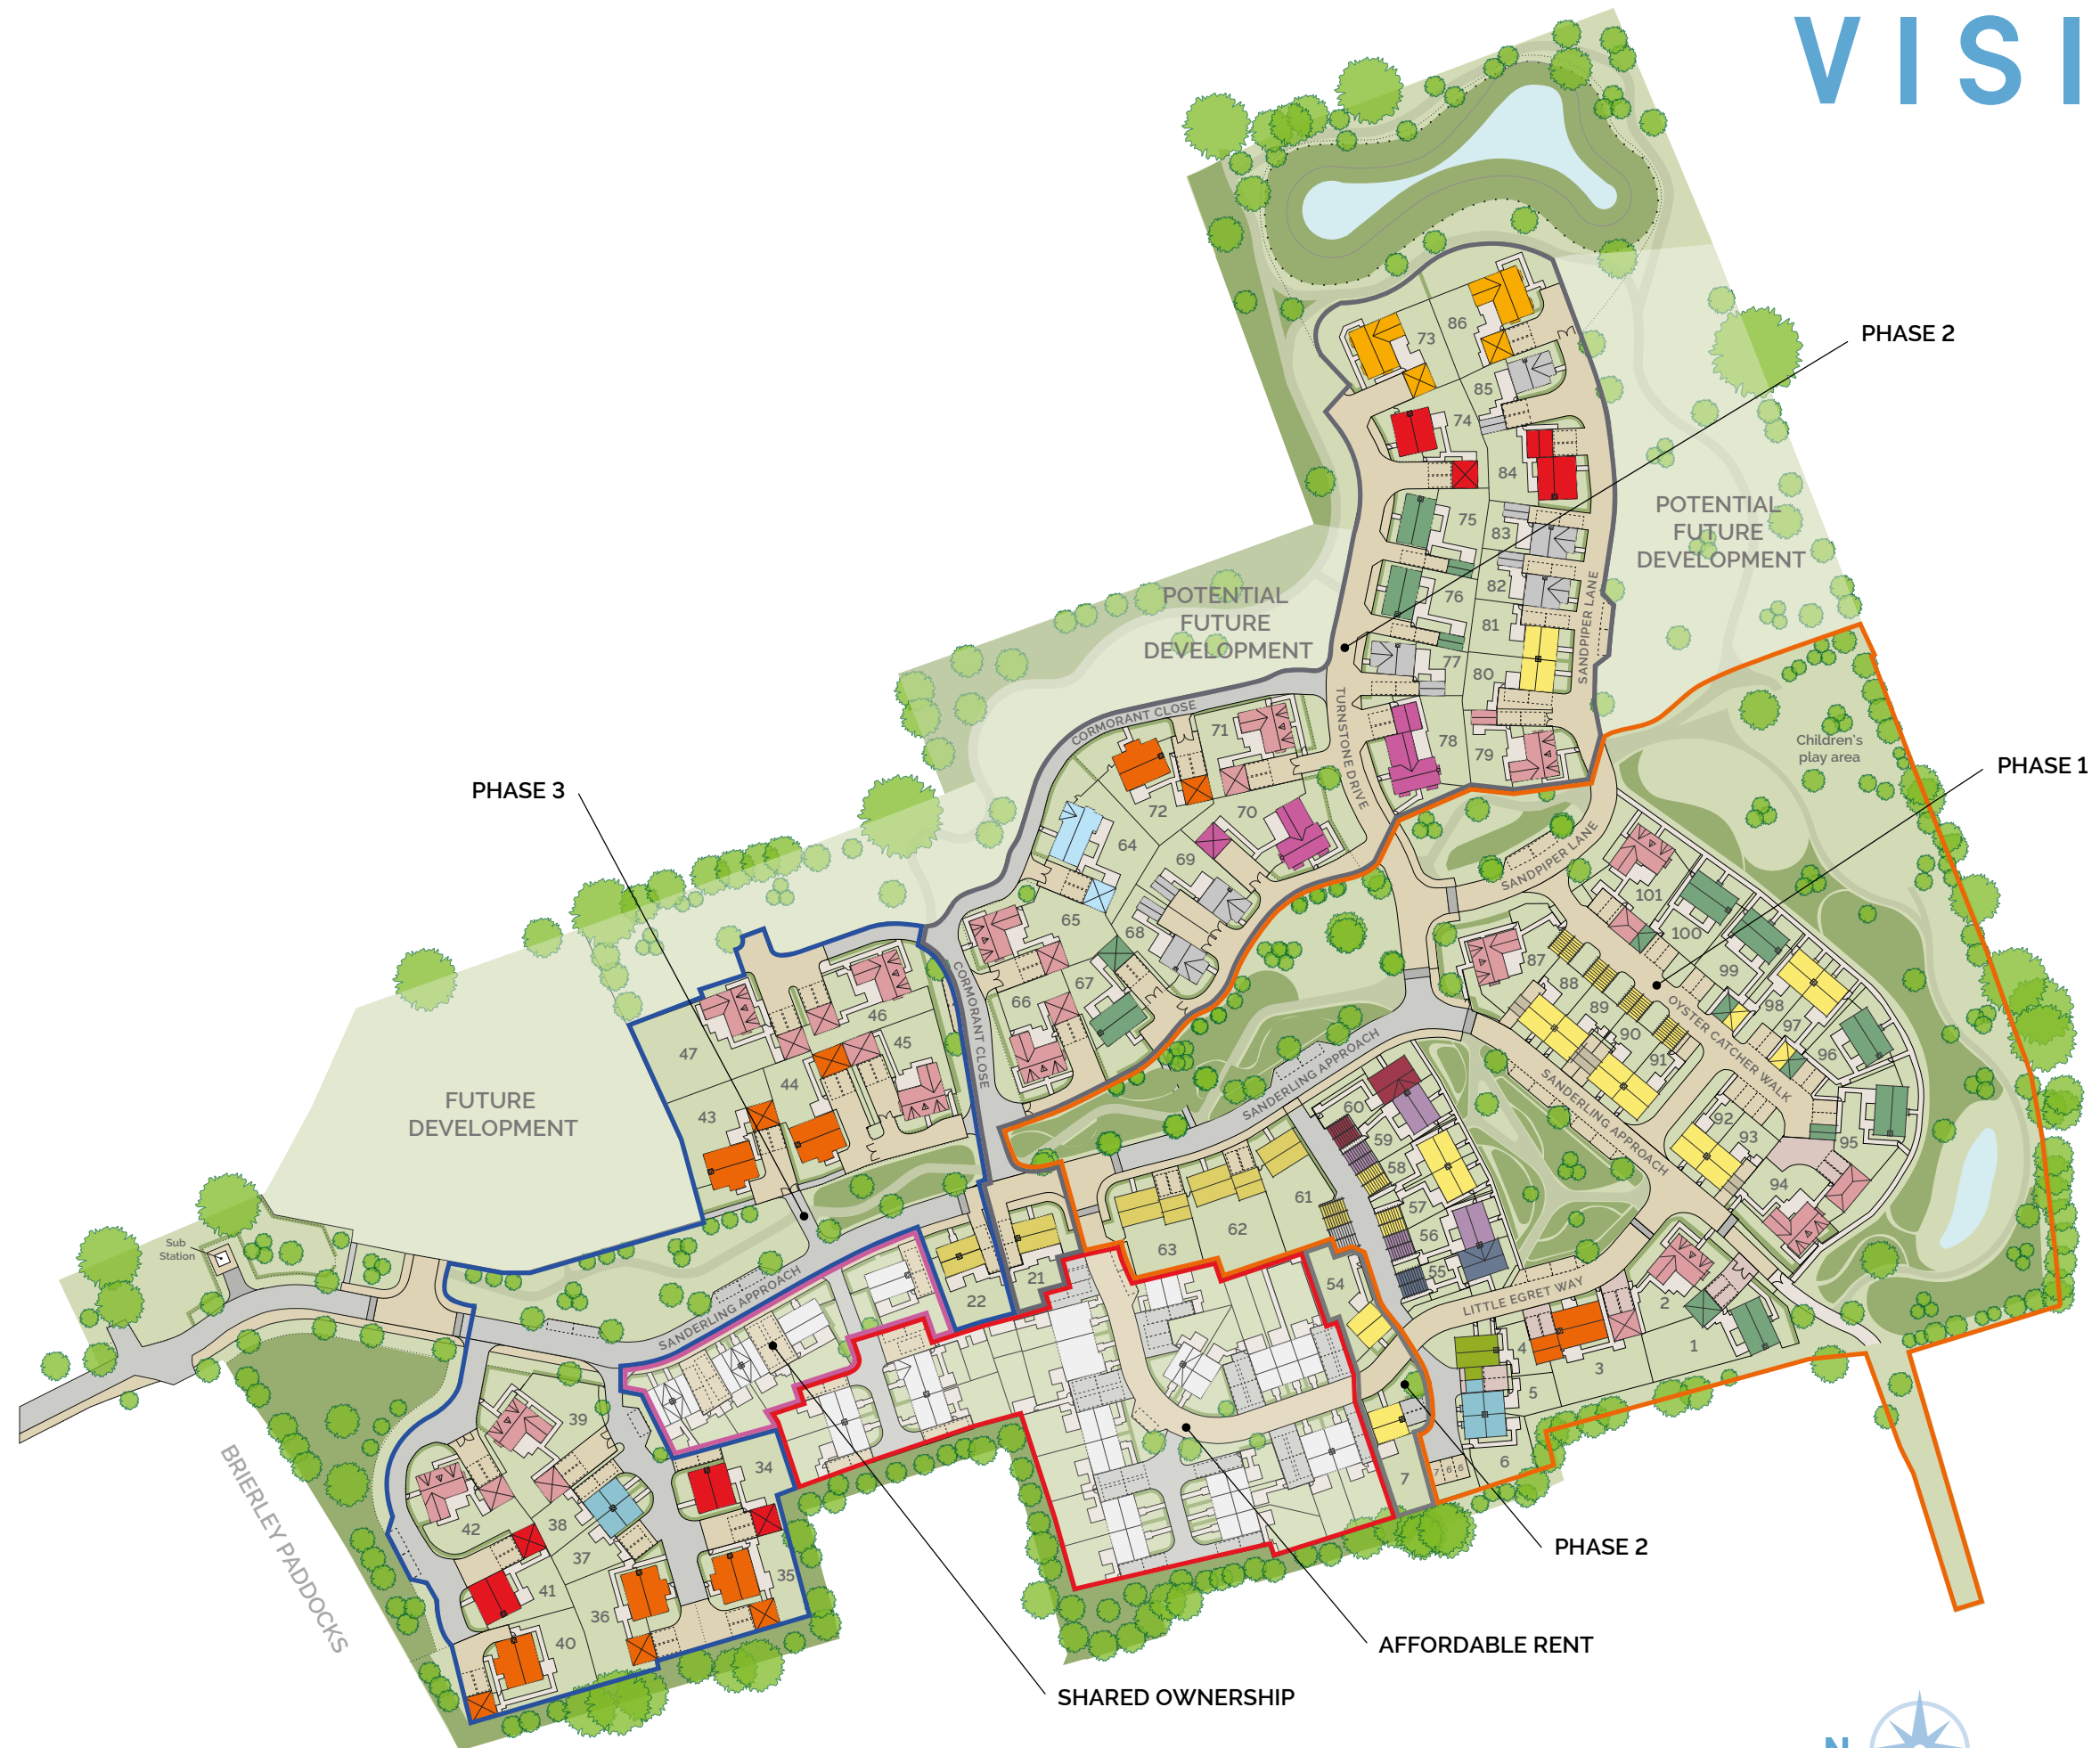 VISI
PHASE 2
POTENTIAL
FUTURE
DEVELOPMENT
POTENTIAL
FUTURE
DEVELOPMENT
FUTURE
DEVELOPMENT
PHASE 3
PHASE 1
Children's
play area
SANDPIPER LANE
TURNSTONE DRIVE
CORMORANT CLOSE
SANDPIPER LANE
CORMORANT CLOSE
OYSTER CATCHER WALK
SANDERLING APPROACH
SANDERLING APPROACH
SANDERLING APPROACH
LITTLE EGRET WAY
Sub
Station
BRIERLEY PADDOCKS
86
73
85
74
84
75
83
76
82
81
77
80
78
79
71
72
70
64
69
65
68
67
66
101
100
99
98
97
96
95
94
93
92
91
90
89
88
87
47
46
45
44
43
60
59
58
57
56
55
54
61
62
63
21
22
1
2
3
4
5
6
7
7
6
6
34
35
36
37
38
39
40
41
42
PHASE 2
AFFORDABLE RENT
SHARED OWNERSHIP
N